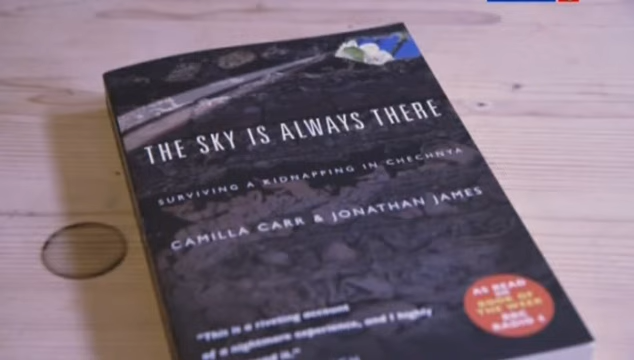 THE SKY IS ALWAYS THERE
SURVIVING A KIDNAPPING IN CHECHNYA
CAMILLA CARR & JONATHAN JAMES
AS READ
ON
BOOK OF
THE WEEK
BBC
RADIO 4
"This is a riveting account
of a nightmare experience, and I highly